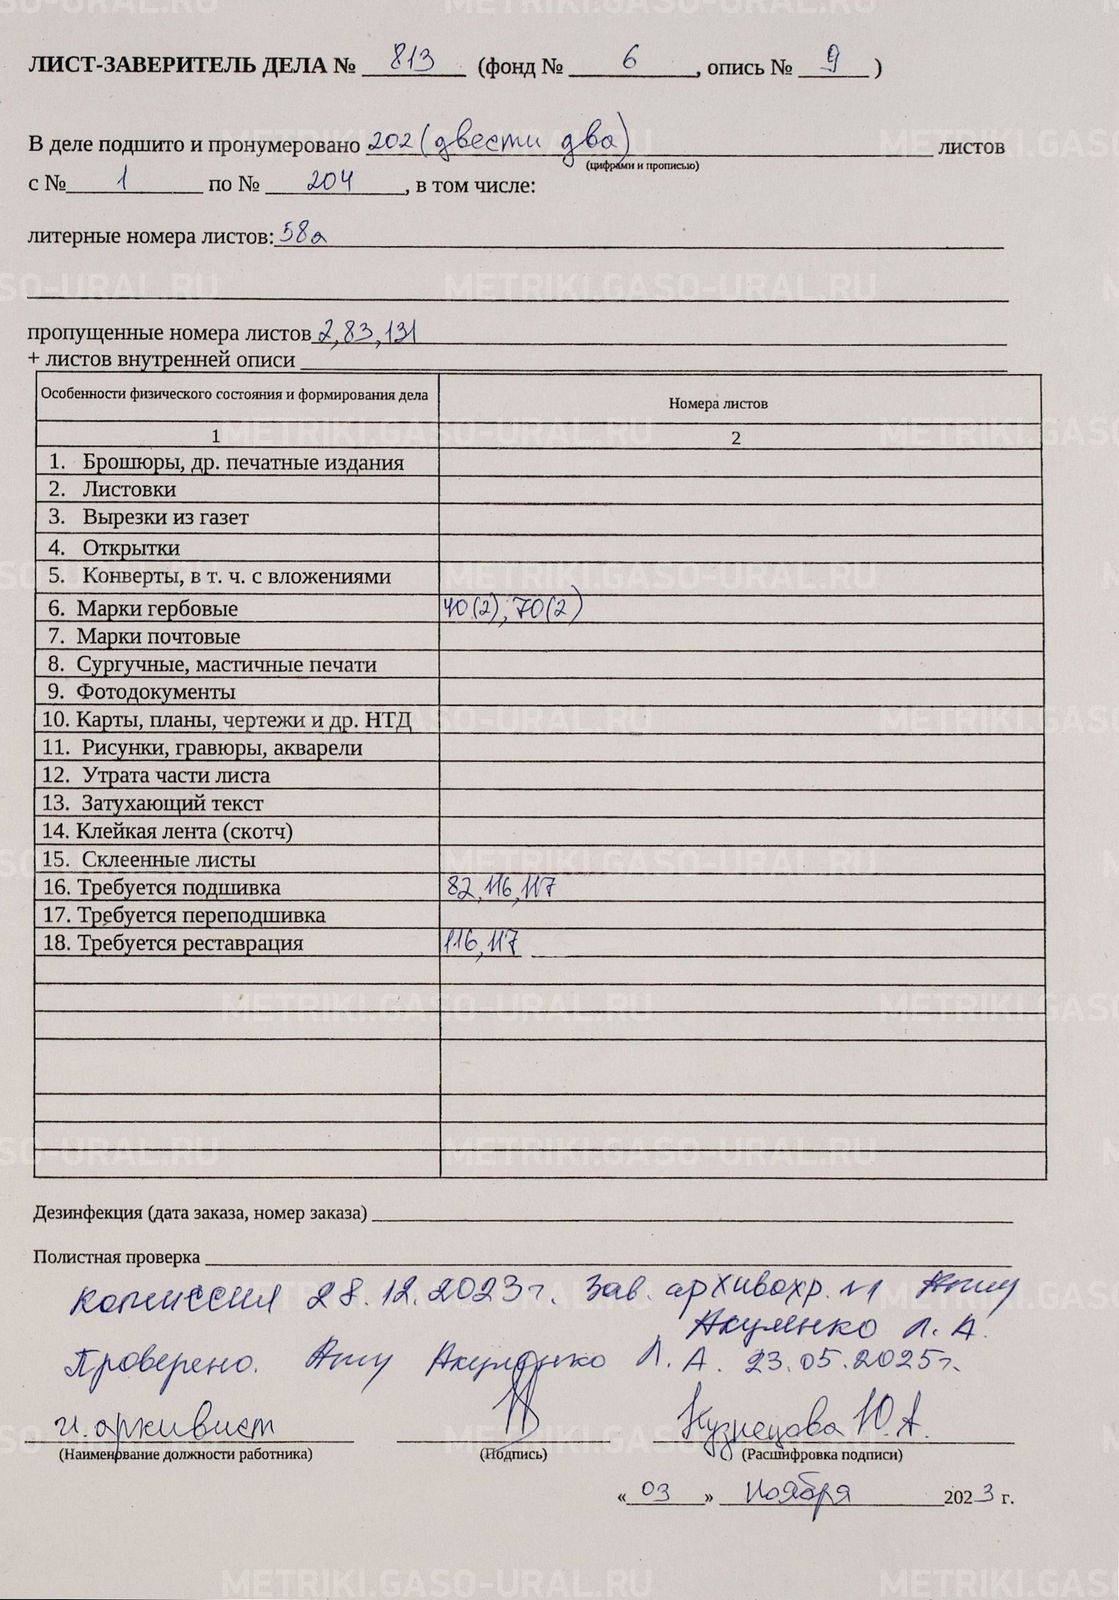 ЛИСТ-ЗАВЕРИТЕЛЬ ДЕЛА № 813 (фонд № 6, опись № 9)
В деле подшито и пронумеровано 202 (двести два) листов
(цифрами и прописью)
с № 1 по № 204, в том числе:
литерные номера листов: 58а
пропущенные номера листов 2, 83, 131
+ листов внутренней описи
Особенности физического состояния и формирования дела Номера листов
1 2
1. Брошюры, др. печатные издания
2. Листовки
3. Вырезки из газет
4. Открытки
5. Конверты, в т. ч. с вложениями
6. Марки гербовые 40(2), 70(2)
7. Марки почтовые
8. Сургучные, мастичные печати
9. Фотодокументы
10. Карты, планы, чертежи и др. НТД
11. Рисунки, гравюры, акварели
12. Утрата части листа
13. Затухающий текст
14. Клейкая лента (скотч)
15. Склеенные листы
16. Требуется подшивка 82, 116, 117
17. Требуется переподшивка
18. Требуется реставрация 116, 117
Дезинфекция (дата заказа, номер заказа)
Полистная проверка
комиссия 28.12.2023г. Зав. архивохр. №1
Акуленко Л. А.
Проверено. Акуленко Л. А. 23.05.2025г.
гл. архивист Кузнецова Ю.А.
(Наименование должности работника) (Подпись) (Расшифровка подписи)
«03» ноября 2023 г.
METRIKI.GASO-URAL.RU